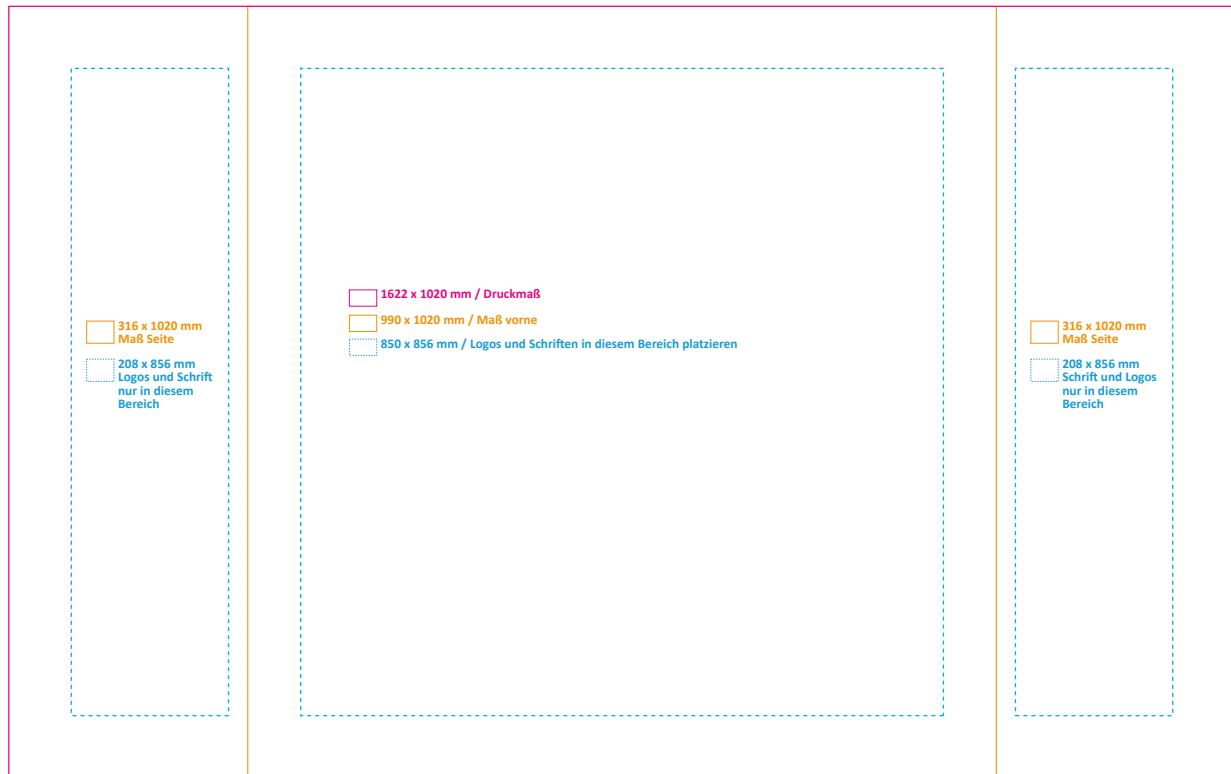 316 x 1020 mm
Maß Seite
208 x 856 mm
Logos und Schrift
nur in diesem
Bereich
1622 x 1020 mm / Druckmaß
990 x 1020 mm / Maß vorne
850 x 856 mm / Logos und Schriften in diesem Bereich platzieren
316 x 1020 mm
Maß Seite
208 x 856 mm
Schrift und Logos
nur in diesem
Bereich